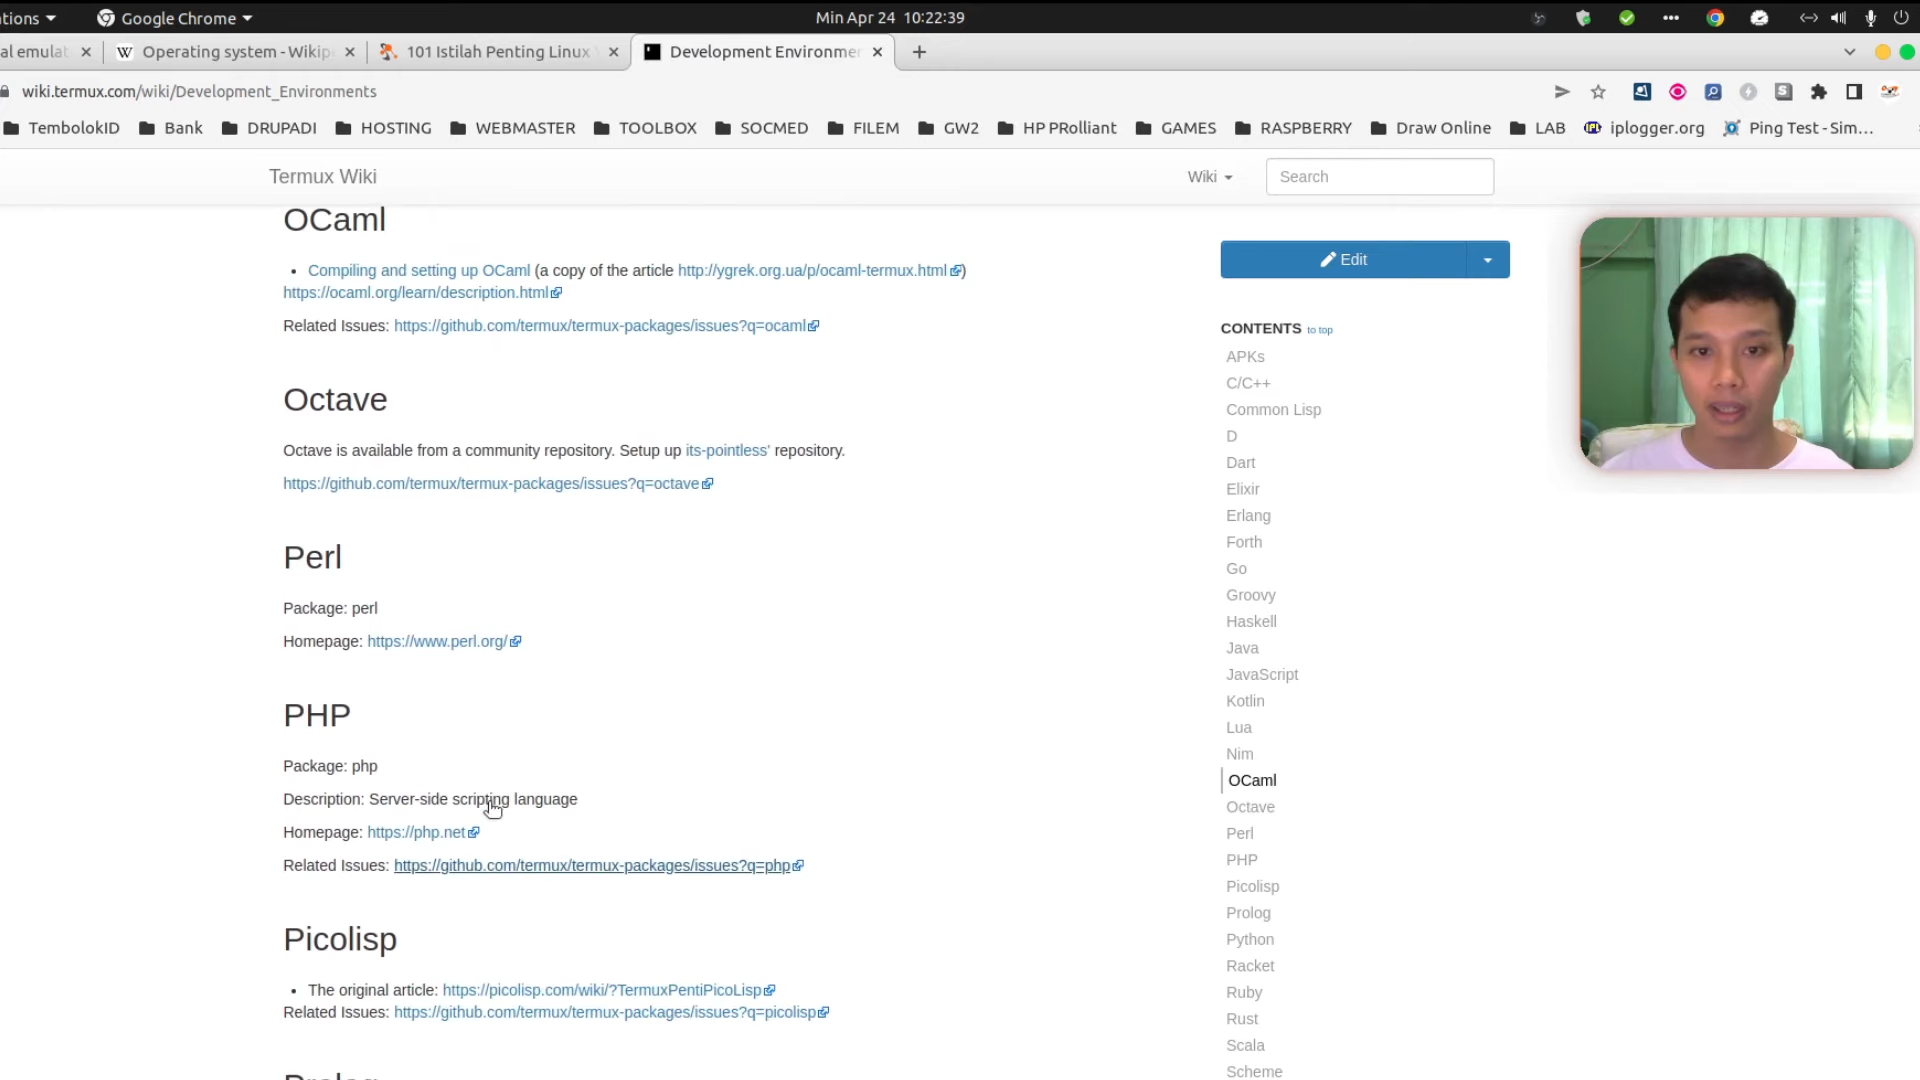 tions
Google Chrome
Min Apr 24 10:22:39
al emulat
Operating system - Wikip
101 Istilah Penting Linux
Development Environme
wiki.termux.com/wiki/Development_Environments
TembolokID
Bank
DRUPADI
HOSTING
WEBMASTER
TOOLBOX
SOCMED
FILEM
GW2
HP PRolliant
GAMES
RASPBERRY
Draw Online
LAB
iplogger.org
Ping Test - Sim...
Termux Wiki
Wiki
Search
OCaml
• Compiling and setting up OCaml (a copy of the article http://ygrek.org.ua/p/ocaml-termux.html)
https://ocaml.org/learn/description.html
Related Issues: https://github.com/termux/termux-packages/issues?q=ocaml
Octave
Octave is available from a community repository. Setup up its-pointless' repository.
https://github.com/termux/termux-packages/issues?q=octave
Perl
Package: perl
Homepage: https://www.perl.org/
PHP
Package: php
Description: Server-side scripting language
Homepage: https://php.net
Related Issues: https://github.com/termux/termux-packages/issues?q=php
Picolisp
• The original article: https://picolisp.com/wiki/?TermuxPentiPicoLisp
Related Issues: https://github.com/termux/termux-packages/issues?q=picolisp
Prolog
Edit
CONTENTS to top
APKs
C/C++
Common Lisp
D
Dart
Elixir
Erlang
Forth
Go
Groovy
Haskell
Java
JavaScript
Kotlin
Lua
Nim
OCaml
Octave
Perl
PHP
Picolisp
Prolog
Python
Racket
Ruby
Rust
Scala
Scheme